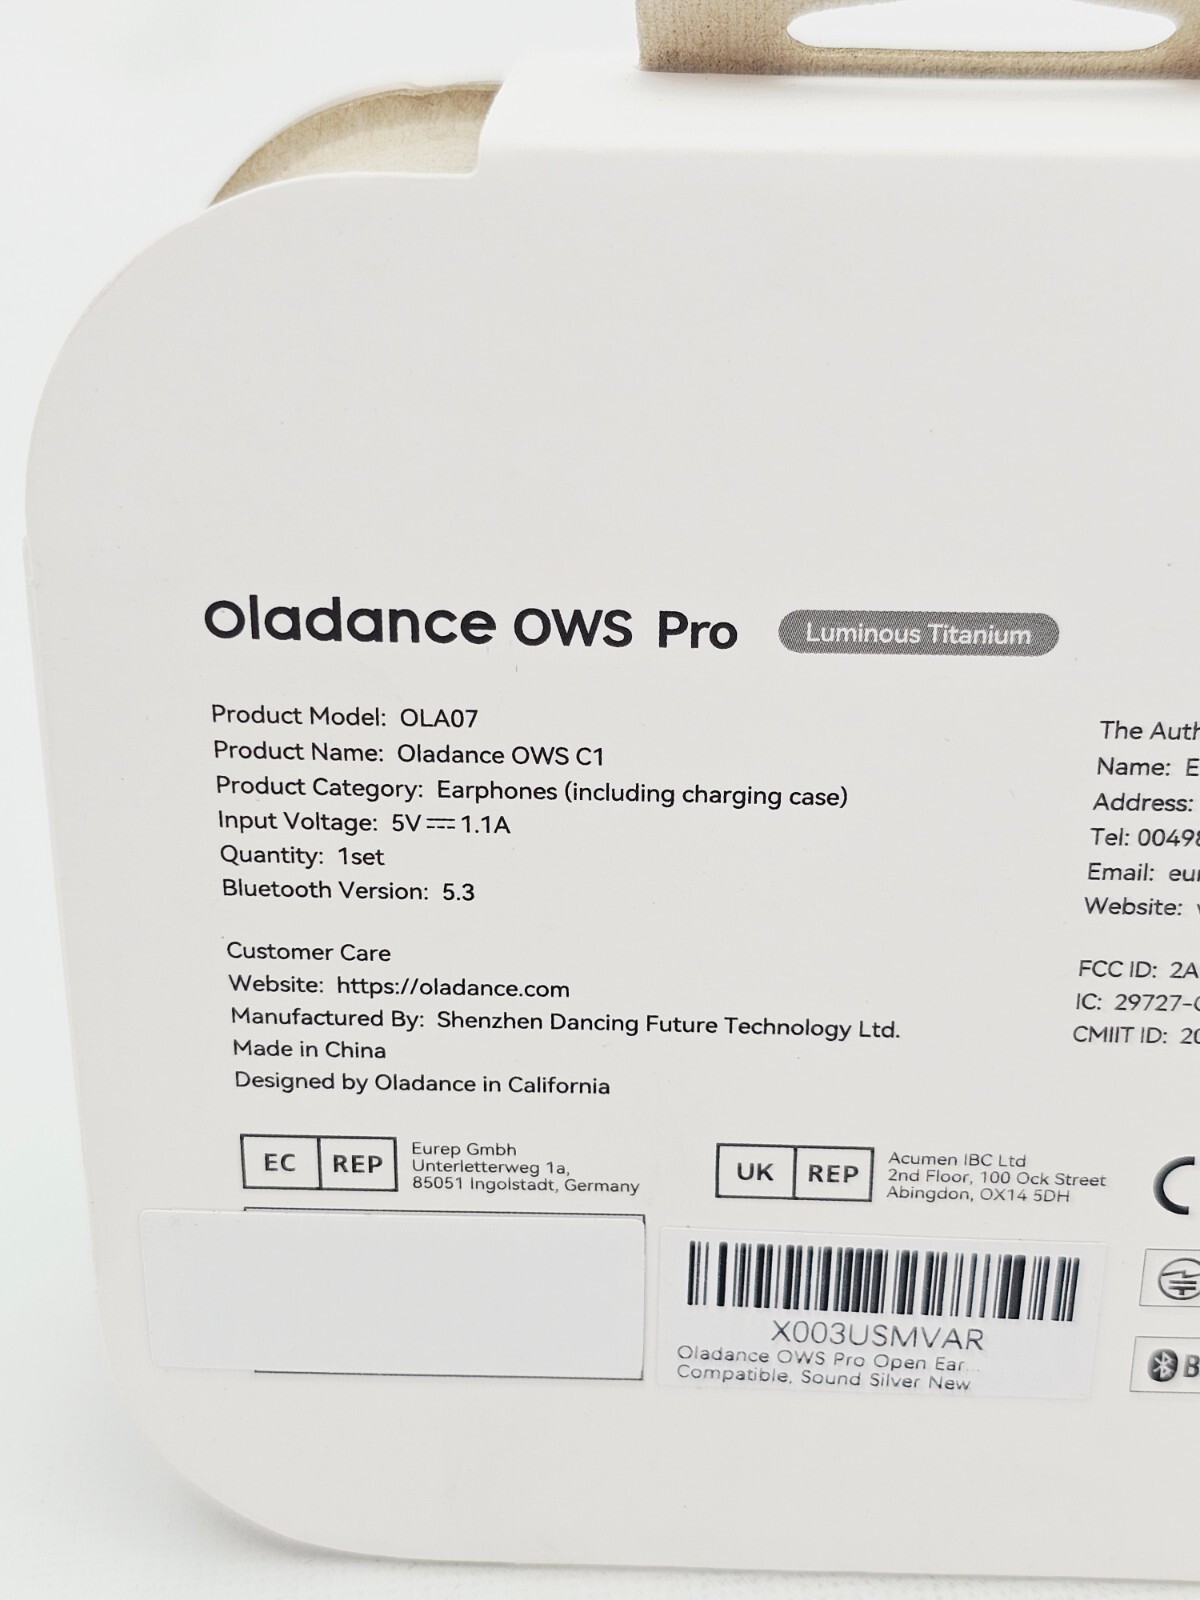 Oladance OWS Pro Luminous Titanium
Product Model: OLA07
Product Name: Oladance OWS C1
Product Category: Earphones (including charging case)
Input Voltage: 5V⎓1.1A
Quantity: 1set
Bluetooth Version: 5.3
Customer Care
Website: https://oladance.com
Manufactured By: Shenzhen Dancing Future Technology Ltd.
Made in China
Designed by Oladance in California
The Auth
Name: E
Address:
Tel: 00498
Email: eur
Website:
FCC ID: 2A
IC: 29727-
CMIIT ID: 20
EC REP
Eurep Gmbh
Unterletterweg 1a,
85051 Ingolstadt, Germany
UK REP
Acumen IBC Ltd
2nd Floor, 100 Ock Street
Abingdon, OX14 5DH
X003USMVAR
Oladance OWS Pro Open Ear...
Compatible, Sound Silver New
B